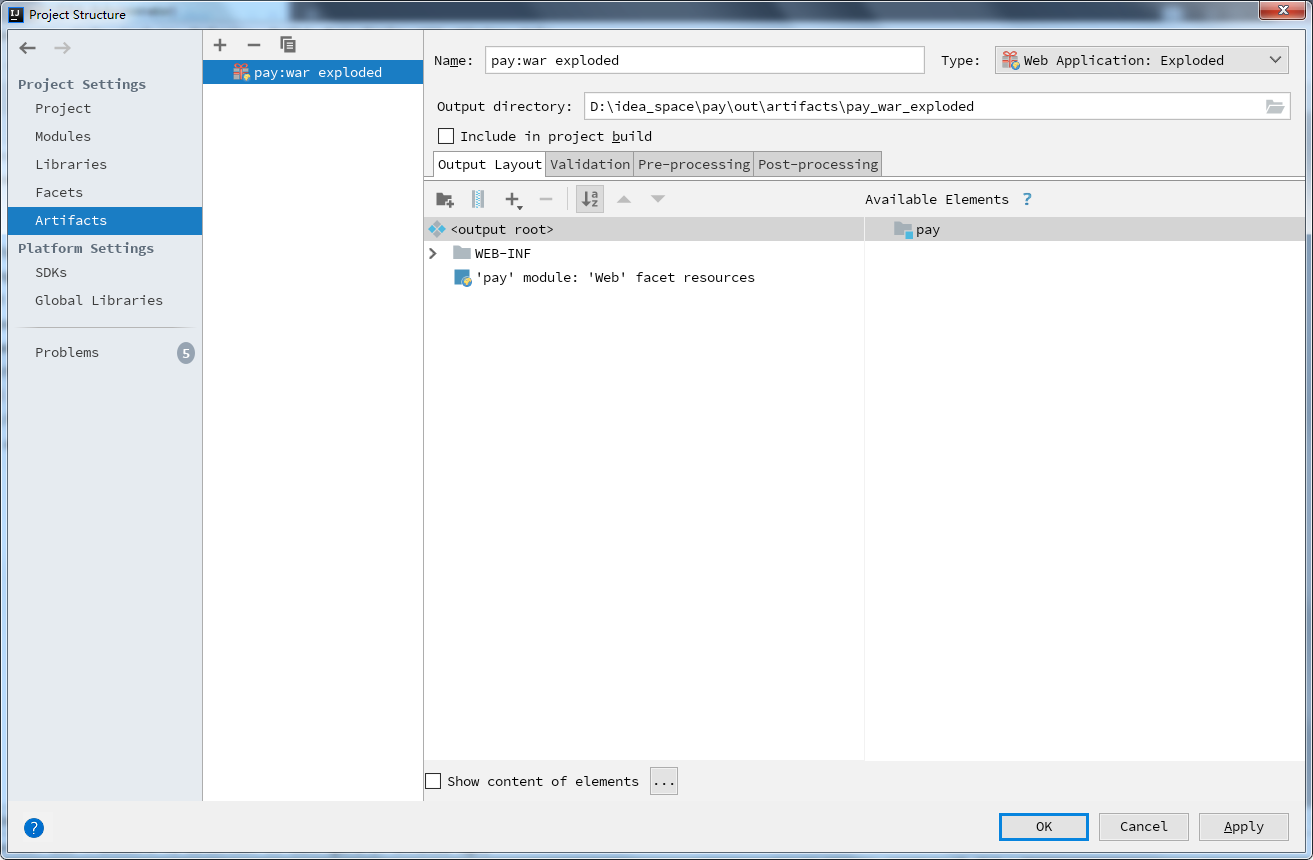 Project Structure
Project Settings
Project
Modules
Libraries
Facets
Artifacts
Platform Settings
SDKs
Global Libraries
Problems
5
pay:war exploded
Name: pay:war exploded Type: Web Application: Exploded
Output directory: D:\idea_space\pay\out\artifacts\pay_war_exploded
Include in project build
Output Layout Validation Pre-processing Post-processing
Available Elements ?
<output root>
WEB-INF
'pay' module: 'Web' facet resources
pay
Show content of elements ...
? OK Cancel Apply